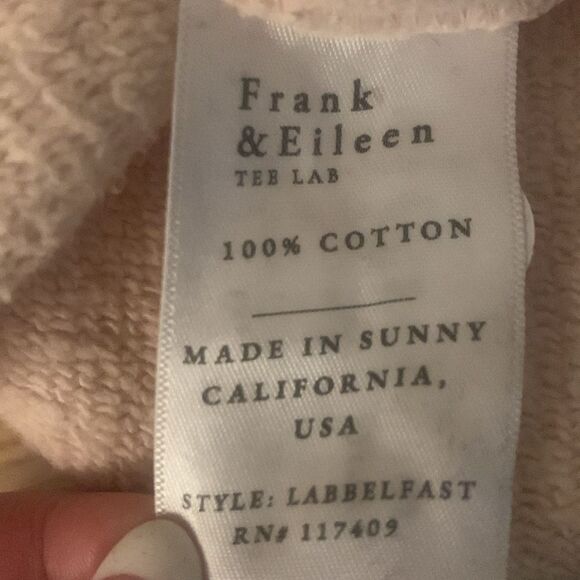 Frank
&Eileen
TEE LAB
100% COTTON
MADE IN SUNNY
CALIFORNIA,
USA
STYLE: LABBELFAST
RN# 117409